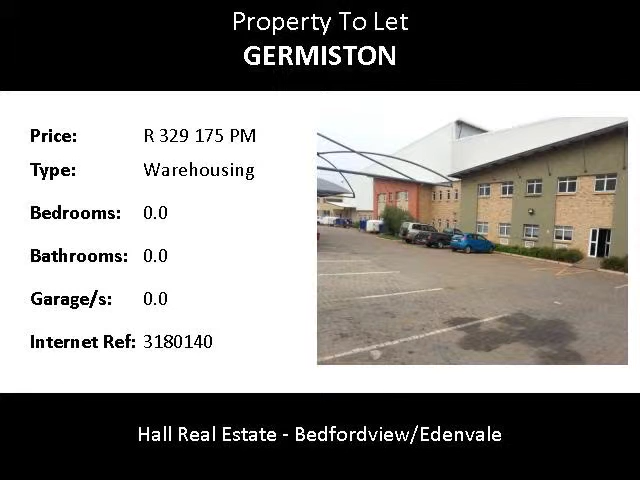 Property To Let
GERMISTON
Price: R 329 175 PM
Type: Warehousing
Bedrooms: 0.0
Bathrooms: 0.0
Garage/s: 0.0
Internet Ref: 3180140
Hall Real Estate - Bedfordview/Edenvale